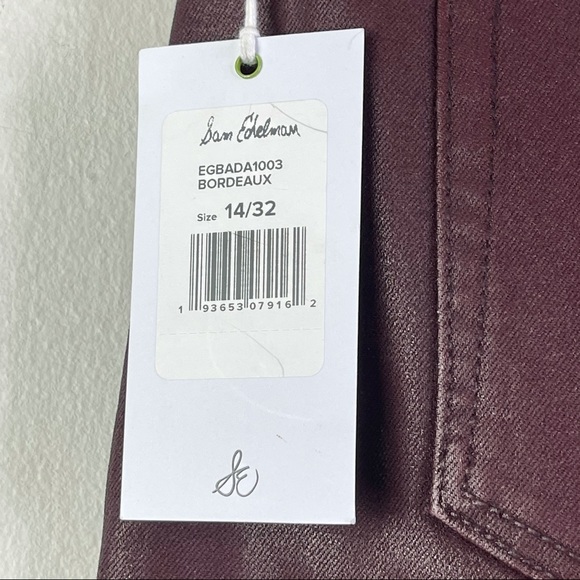 Sam Edelman
EGBADA1003
BORDEAUX
Size 14/32
1 93653 07916 2
SE